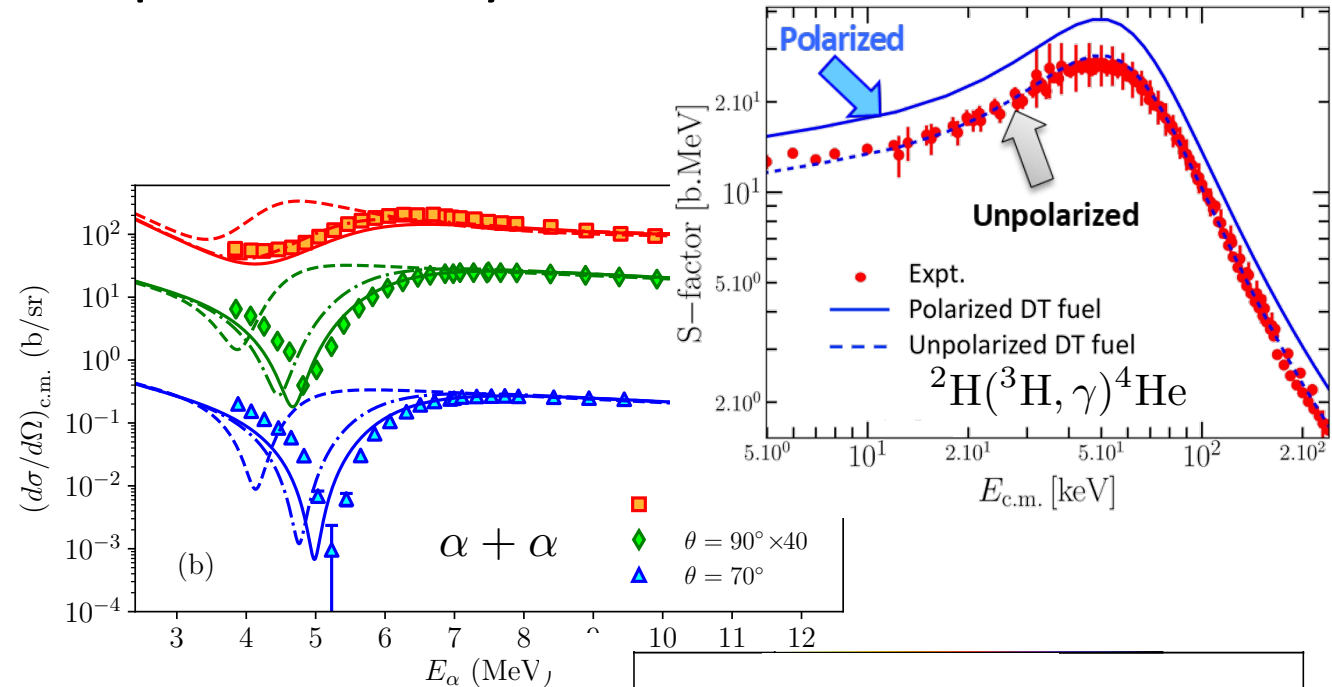 (dσ/dΩ)c.m. (b/sr)
10²
10¹
10⁰
10⁻¹
10⁻²
10⁻³
10⁻⁴
(b)
α + α
θ = 90° ×40
θ = 70°
3 4 5 6 7 8 10 11 12
Eα (MeV)
S−factor [b.MeV]
2.10¹
10¹
5.10⁰
2.10⁰
Polarized
Unpolarized
Expt.
Polarized DT fuel
Unpolarized DT fuel
²H(³H, γ)⁴He
5.10⁰ 10¹ 2.10¹ 5.10¹ 10² 2.10²
Ec.m. [keV]